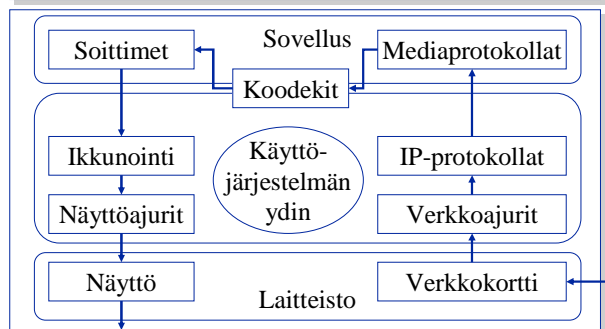 Soittimet
Sovellus
Mediaprotokollat
Koodekit
Ikkunointi
Käyttö-
järjestelmän
ydin
IP-protokollat
Näyttöajurit
Verkkoajurit
Näyttö
Laitteisto
Verkkokortti